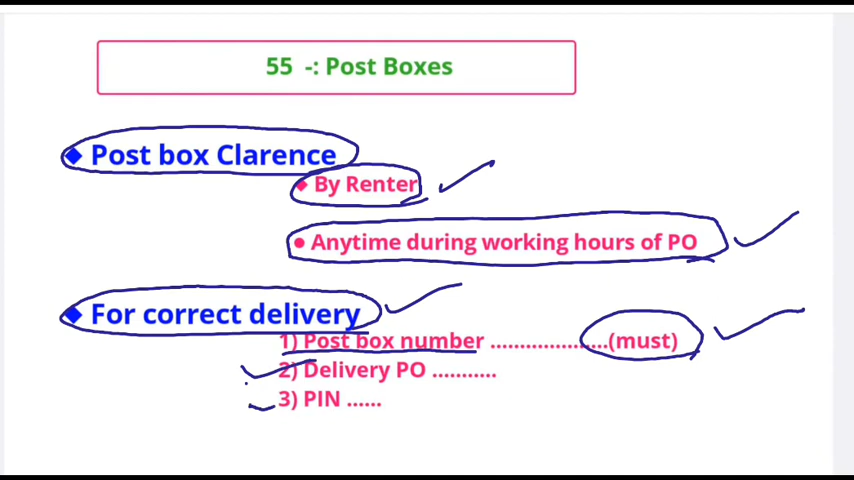 55 -: Post Boxes
◆ Post box Clarence
◆ By Renter
● Anytime during working hours of PO
◆ For correct delivery
1) Post box number .....................(must)
2) Delivery PO ...........
3) PIN ......